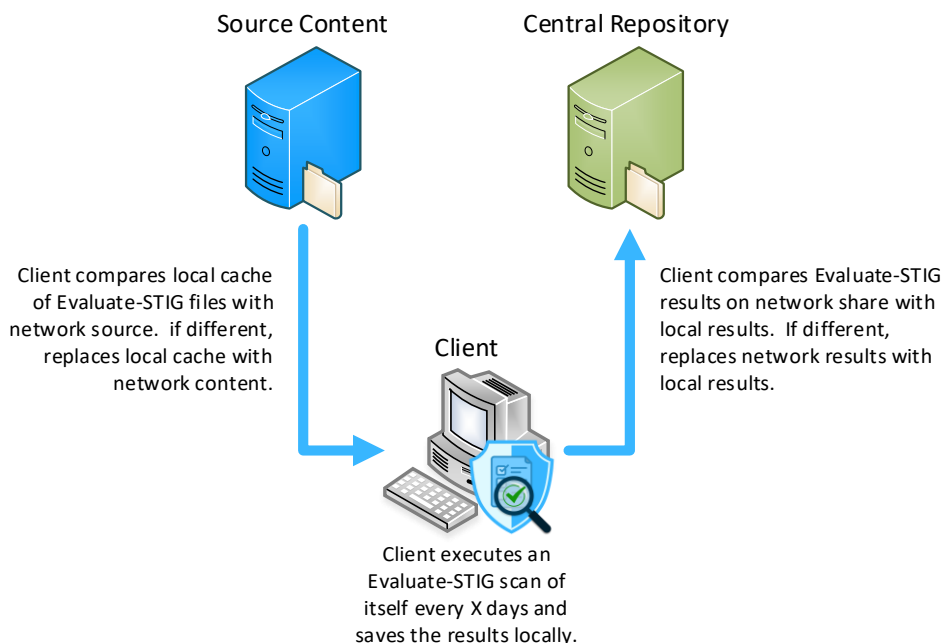 Source Content
Central Repository
Client compares local cache
of Evaluate-STIG files with
network source.  if different,
replaces local cache with
network content.
Client compares Evaluate-STIG
results on network share with
local results.  If different,
replaces network results with
local results.
Client
Client executes an
Evaluate-STIG scan of
itself every X days and
saves the results locally.